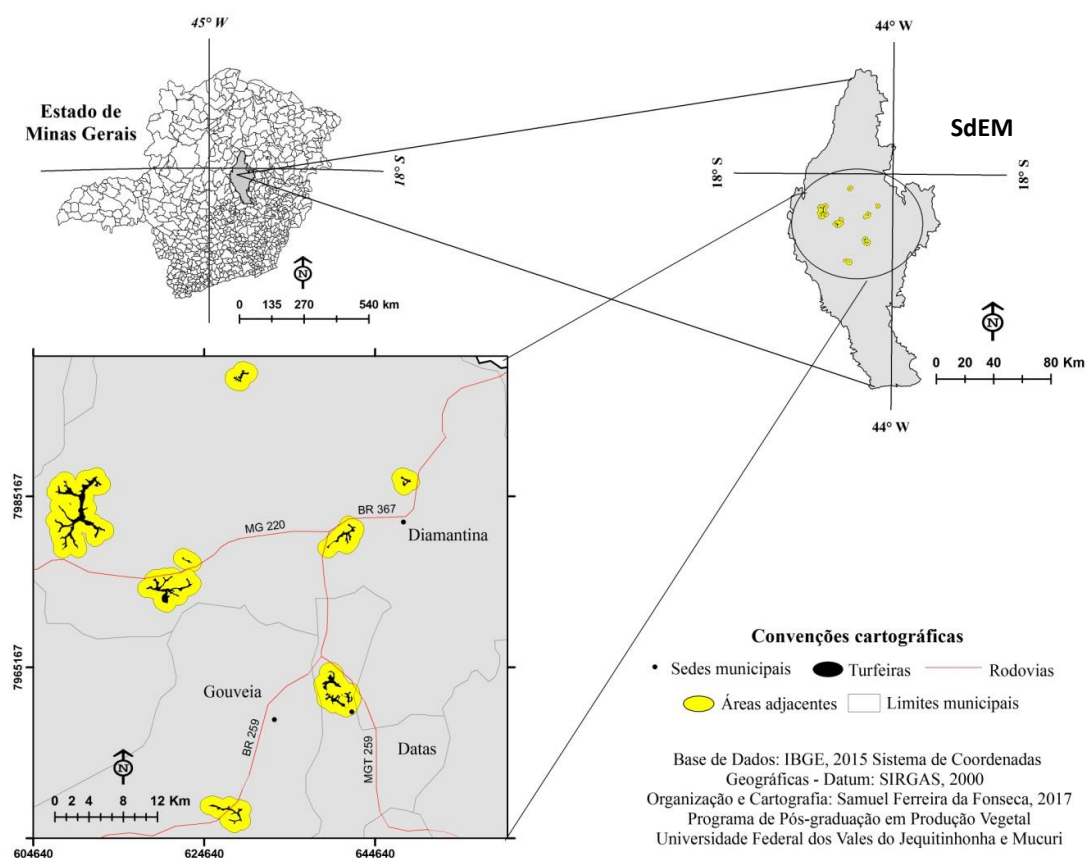 45° W
Estado de
Minas Gerais
18° S
N
0 135 270 540 km
44° W
SdEM
18° S
18° S
N
0 20 40 80 Km
44° W
7985167
7965167
BR 367
MG 220
Diamantina
Gouveia
BR 259
MGT 259
Datas
N
0 2 4 8 12 Km
604640 624640 644640
Convenções cartográficas
Sedes municipais Turfeiras Rodovias
Áreas adjacentes Limites municipais
Base de Dados: IBGE, 2015 Sistema de Coordenadas
Geográficas - Datum: SIRGAS, 2000
Organização e Cartografia: Samuel Ferreira da Fonseca, 2017
Programa de Pós-graduação em Produção Vegetal
Universidade Federal dos Vales do Jequitinhonha e Mucuri